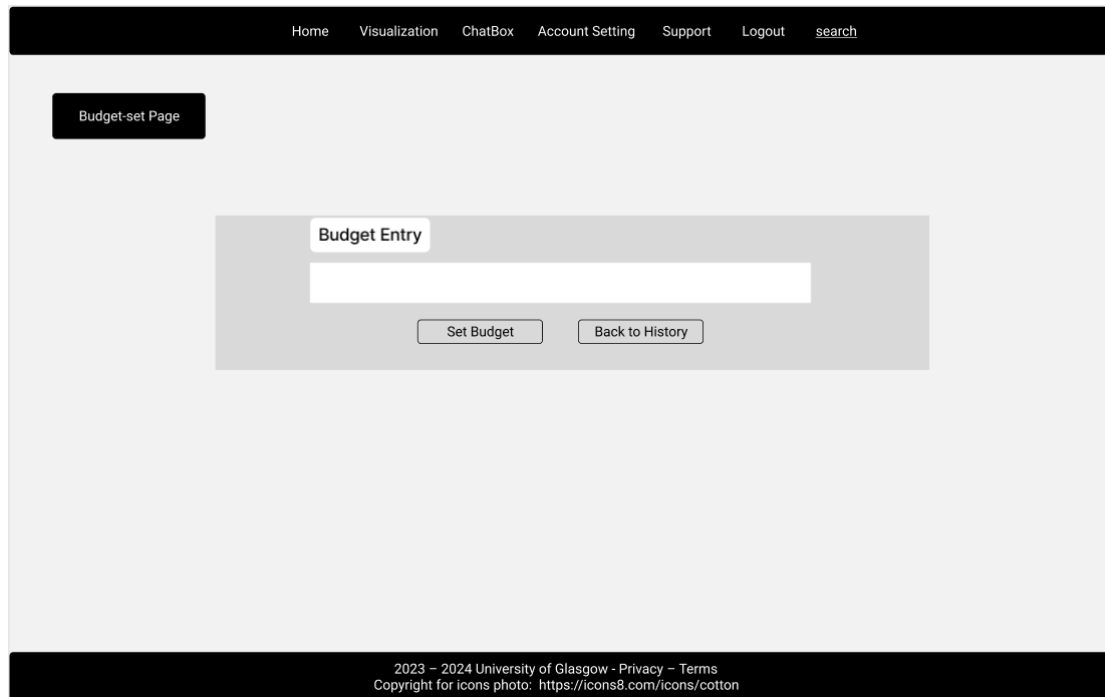 Home Visualization ChatBox Account Setting Support Logout search
Budget-set Page
Budget Entry
Set Budget Back to History
2023 – 2024 University of Glasgow - Privacy – Terms
Copyright for icons photo: https://icons8.com/icons/cotton